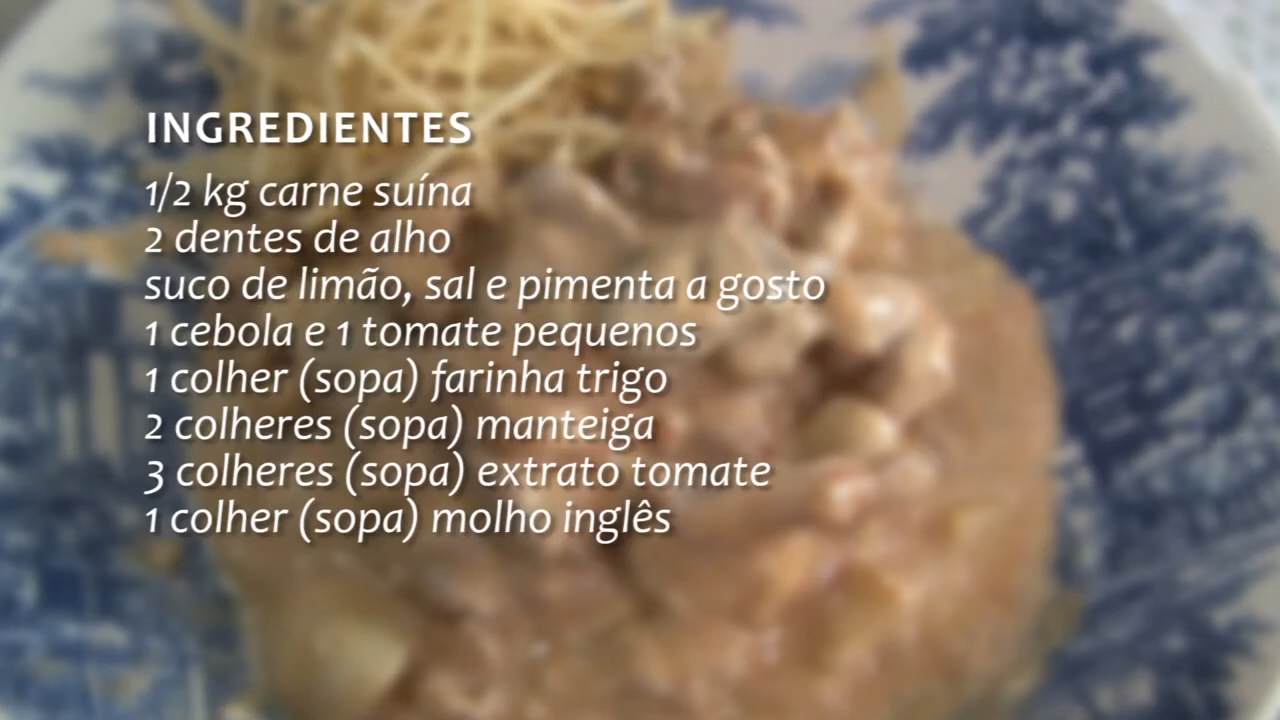 INGREDIENTES
1/2 kg carne suína
2 dentes de alho
suco de limão, sal e pimenta a gosto
1 cebola e 1 tomate pequenos
1 colher (sopa) farinha trigo
2 colheres (sopa) manteiga
3 colheres (sopa) extrato tomate
1 colher (sopa) molho inglês